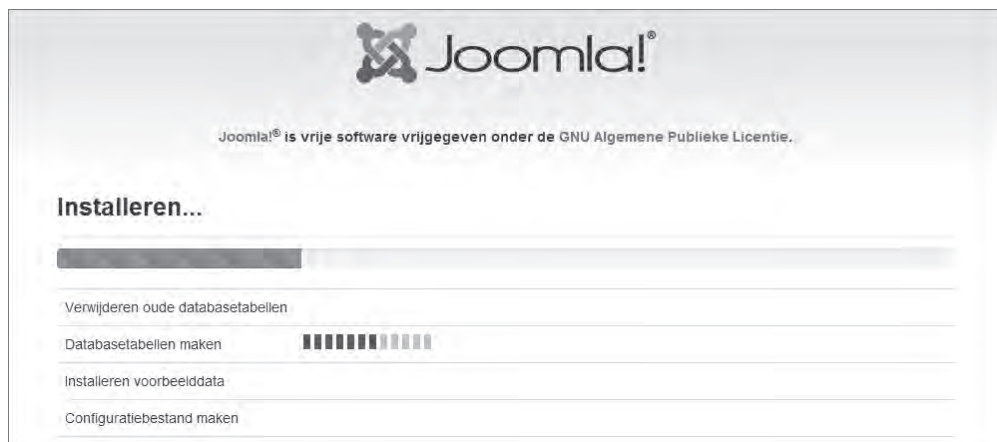 Joomla!®
Joomla!® is vrije software vrijgegeven onder de GNU Algemene Publieke Licentie.
Installeren...
Verwijderen oude databasetabellen
Databasetabellen maken
Installeren voorbeelddata
Configuratiebestand maken